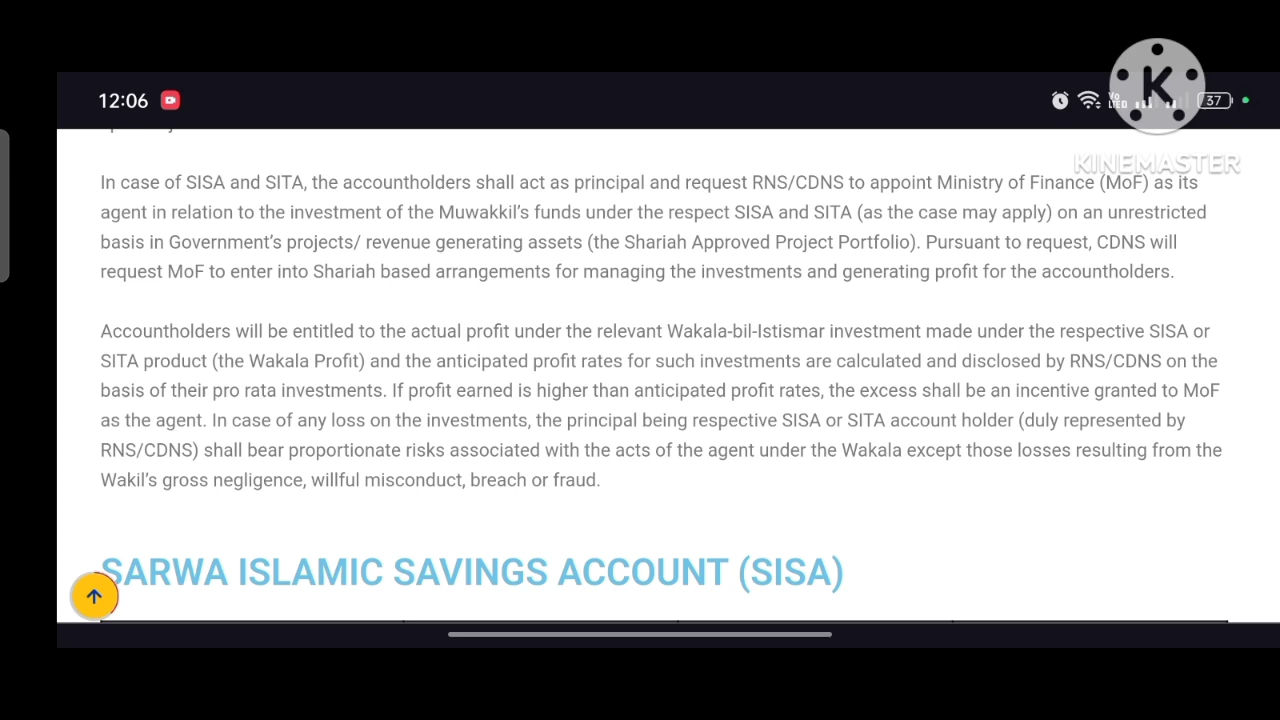 12:06
Vo
LTED
37
K
KINEMASTER
In case of SISA and SITA, the accountholders shall act as principal and request RNS/CDNS to appoint Ministry of Finance (MoF) as its
agent in relation to the investment of the Muwakkil's funds under the respect SISA and SITA (as the case may apply) on an unrestricted
basis in Government's projects/ revenue generating assets (the Shariah Approved Project Portfolio). Pursuant to request, CDNS will
request MoF to enter into Shariah based arrangements for managing the investments and generating profit for the accountholders.
Accountholders will be entitled to the actual profit under the relevant Wakala-bil-Istismar investment made under the respective SISA or
SITA product (the Wakala Profit) and the anticipated profit rates for such investments are calculated and disclosed by RNS/CDNS on the
basis of their pro rata investments. If profit earned is higher than anticipated profit rates, the excess shall be an incentive granted to MoF
as the agent. In case of any loss on the investments, the principal being respective SISA or SITA account holder (duly represented by
RNS/CDNS) shall bear proportionate risks associated with the acts of the agent under the Wakala except those losses resulting from the
Wakil's gross negligence, willful misconduct, breach or fraud.
SARWA ISLAMIC SAVINGS ACCOUNT (SISA)